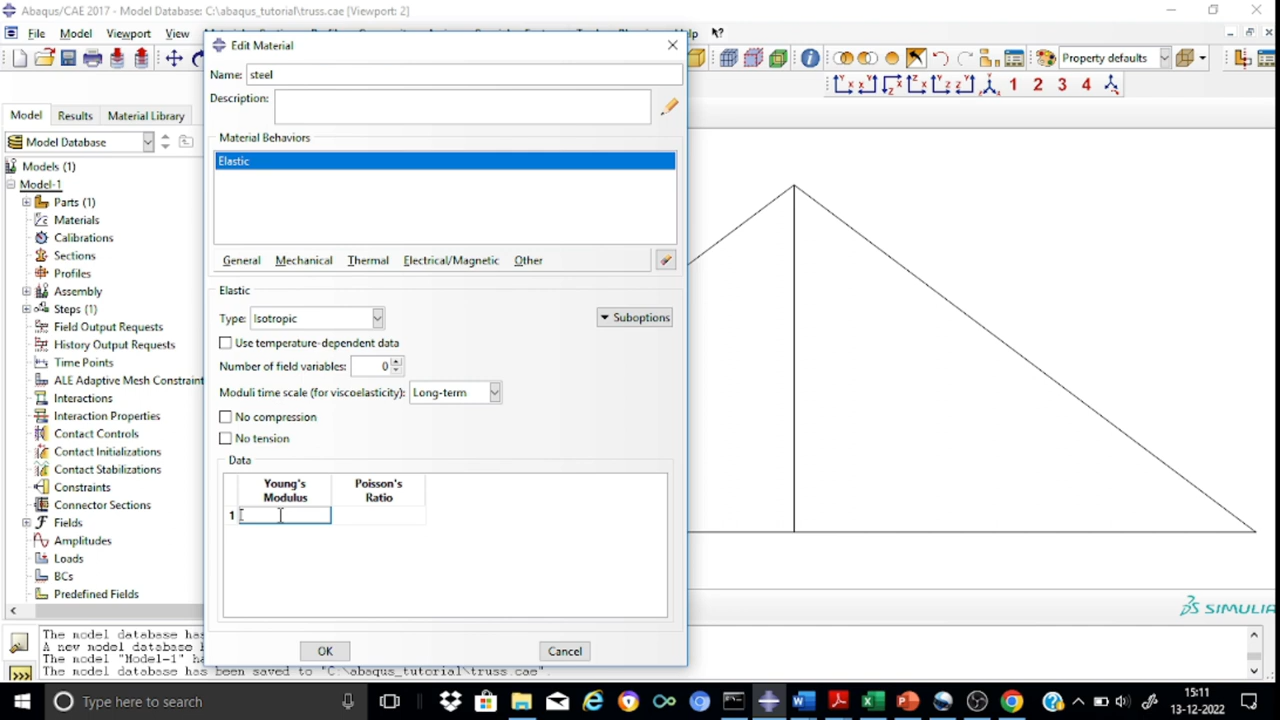 Abaqus/CAE 2017 - Model Database: C:\abaqus_tutorial\truss.cae [Viewport: 2]
File Model Viewport View
Edit Material
Name: steel
Description:
Property defaults
1 2 3 4
Model Results Material Library
Model Database
Models (1)
Model-1
Parts (1)
Materials
Calibrations
Sections
Profiles
Assembly
Steps (1)
Field Output Requests
History Output Requests
Time Points
ALE Adaptive Mesh Constraint
Interactions
Interaction Properties
Contact Controls
Contact Initializations
Contact Stabilizations
Constraints
Connector Sections
Fields
Amplitudes
Loads
BCs
Predefined Fields
Material Behaviors
Elastic
General Mechanical Thermal Electrical/Magnetic Other
Elastic
Type: Isotropic
Suboptions
Use temperature-dependent data
Number of field variables: 0
Moduli time scale (for viscoelasticity): Long-term
No compression
No tension
Data
Young's Modulus
Poisson's Ratio
1
OK Cancel
SIMULIA
The model database has
A new model database
The model "Model-1" ha
The model database has been saved to "C:\abaqus_tutorial\truss.cae"
Type here to search
15:11
13-12-2022